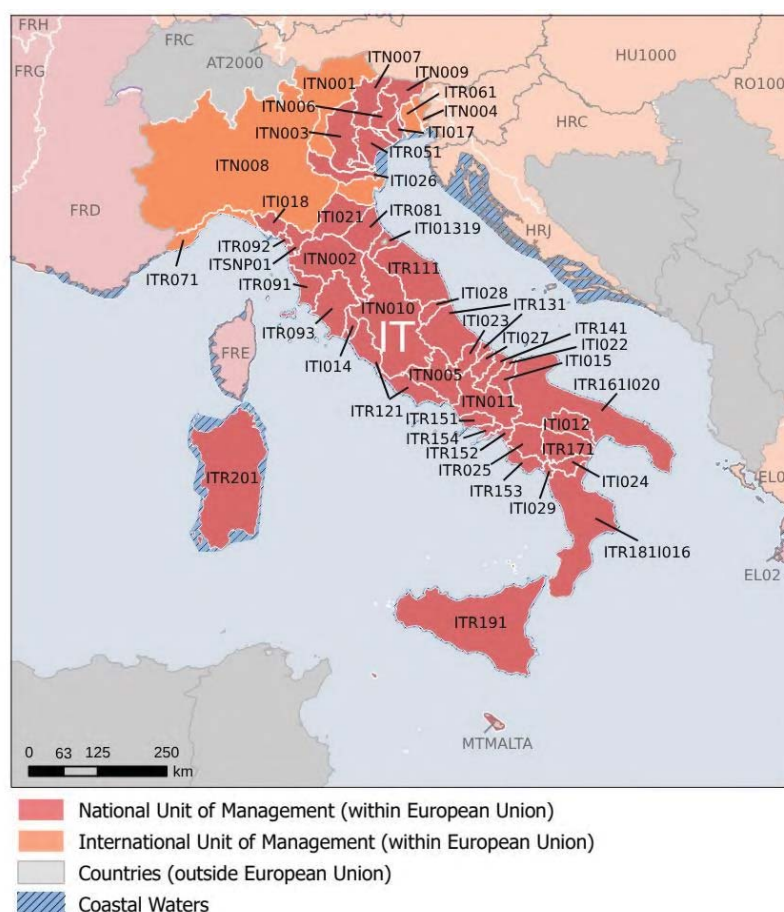 FRH
FRC
ITN007
HU1000
FRG
AT2000
ITN001
ITN009
RO100
ITR061
ITN006
ITN004
HRC
ITN003
ITI017
ITR051
ITN008
ITI026
ITI018
FRD
ITI021
ITR081
ITR092
ITI01319
HRJ
ITSNP01
ITN002
ITR111
ITR071
ITR091
ITI028
ITN010
ITR131
ITR093
IT
ITI023
ITI027
ITR141
FRE
ITI014
ITI022
ITN005
ITI015
ITR121
ITN011
ITR161I020
ITR151
ITI012
ITR154
ITR171
ITR152
ITR201
ITR025
ITI024
EL0
ITR153
ITI029
ITR181I016
EL02
ITR191
MTMALTA
0 63 125 250
km
National Unit of Management (within European Union)
International Unit of Management (within European Union)
Countries (outside European Union)
Coastal Waters